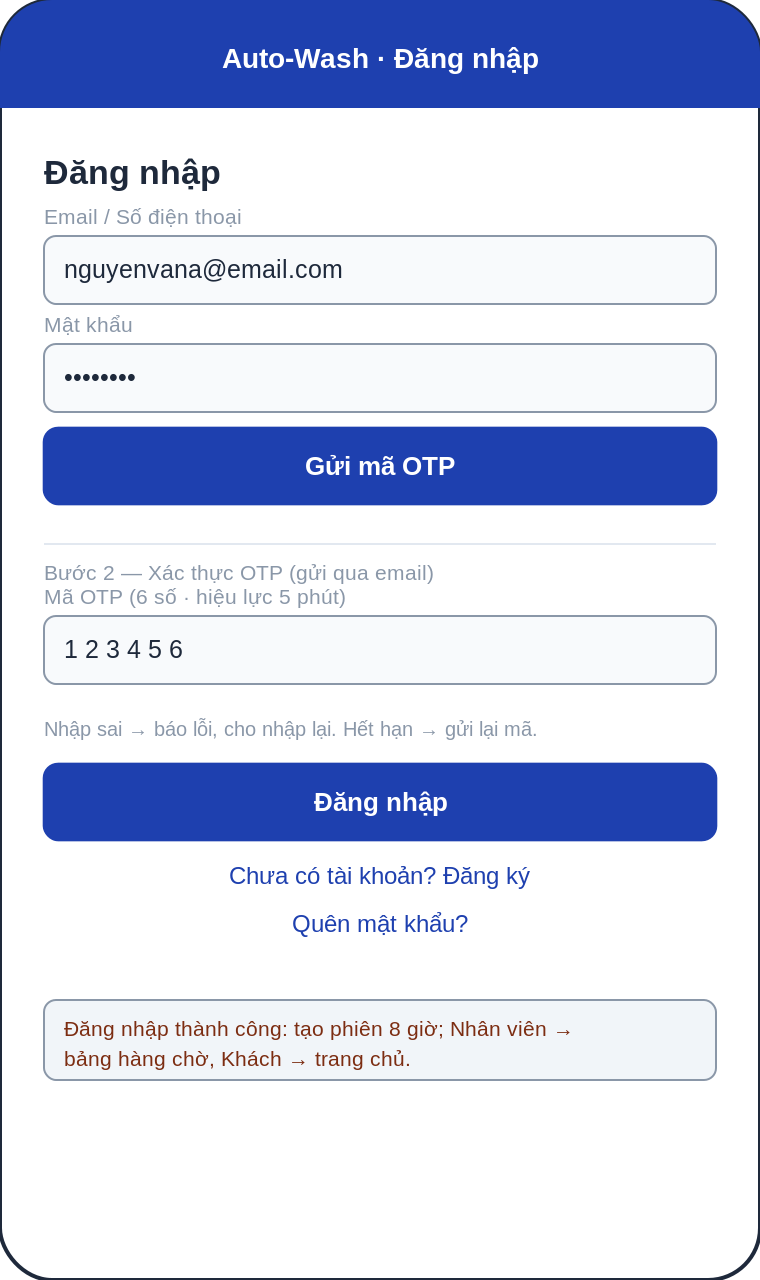 Auto-Wash · Đăng nhập
Đăng nhập
Email / Số điện thoại
nguyenvana@email.com
Mật khẩu
••••••••
Gửi mã OTP
Bước 2 — Xác thực OTP (gửi qua email)
Mã OTP (6 số · hiệu lực 5 phút)
1 2 3 4 5 6
Nhập sai → báo lỗi, cho nhập lại. Hết hạn → gửi lại mã.
Đăng nhập
Chưa có tài khoản? Đăng ký
Quên mật khẩu?
Đăng nhập thành công: tạo phiên 8 giờ; Nhân viên →
bảng hàng chờ, Khách → trang chủ.